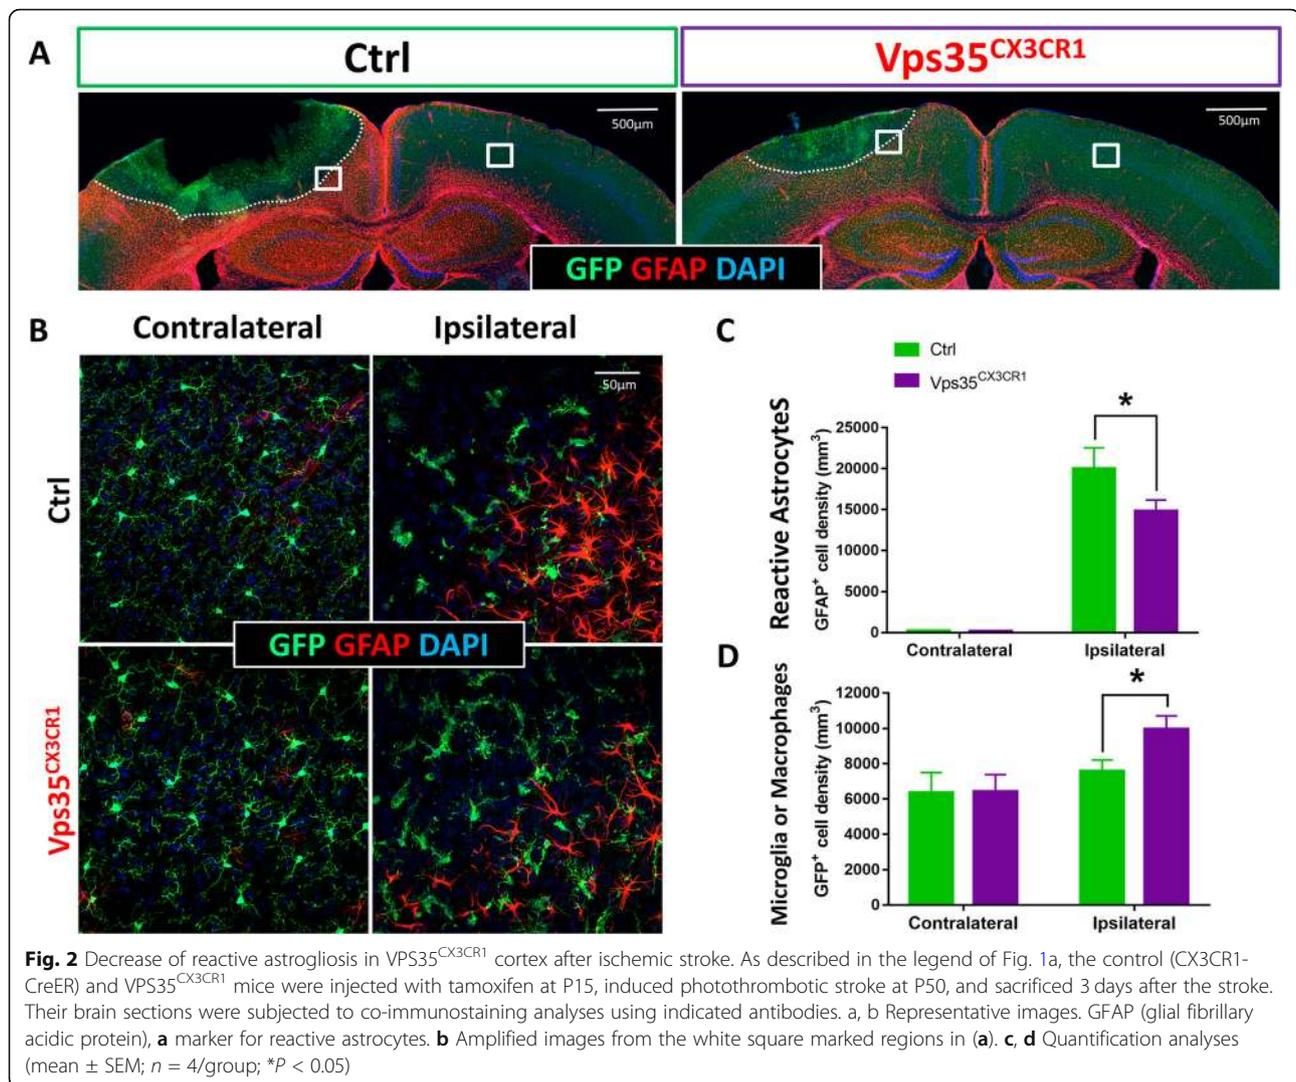 A
Ctrl
Vps35CX3CR1
500μm
500μm
GFP GFAP DAPI
B
Contralateral
Ipsilateral
50μm
Ctrl
GFP GFAP DAPI
Vps35CX3CR1
C
Ctrl
Vps35CX3CR1
Reactive AstrocyteS
GFAP+ cell density (mm3)
25000
20000
15000
10000
5000
0
*
Contralateral
Ipsilateral
D
Microglia or Macrophages
GFP+ cell density (mm3)
12000
10000
8000
6000
4000
2000
0
*
Contralateral
Ipsilateral
Fig. 2 Decrease of reactive astrogliosis in VPS35CX3CR1 cortex after ischemic stroke. As described in the legend of Fig. 1a, the control (CX3CR1-
CreER) and VPS35CX3CR1 mice were injected with tamoxifen at P15, induced photothrombotic stroke at P50, and sacrificed 3 days after the stroke.
Their brain sections were subjected to co-immunostaining analyses using indicated antibodies. a, b Representative images. GFAP (glial fibrillary
acidic protein), a marker for reactive astrocytes. b Amplified images from the white square marked regions in (a). c, d Quantification analyses
(mean ± SEM; n = 4/group; *P < 0.05)